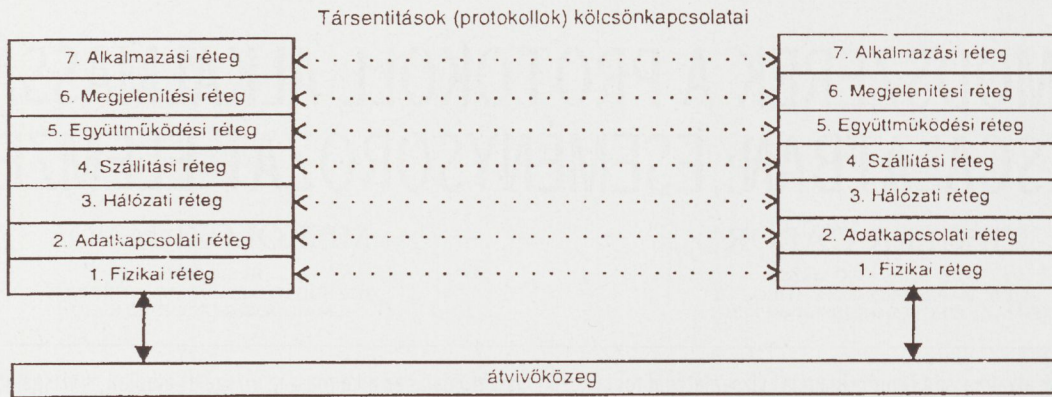 Társentitások (protokollok) kölcsönkapcsolatai
7. Alkalmazási réteg
6. Megjelenítési réteg
5. Együttműködési réteg
4. Szállítási réteg
3. Hálózati réteg
2. Adatkapcsolati réteg
1. Fizikai réteg
7. Alkalmazási réteg
6. Megjelenítési réteg
5. Együttműködési réteg
4. Szállítási réteg
3. Hálózati réteg
2. Adatkapcsolati réteg
1. Fizikai réteg
átvivőközeg